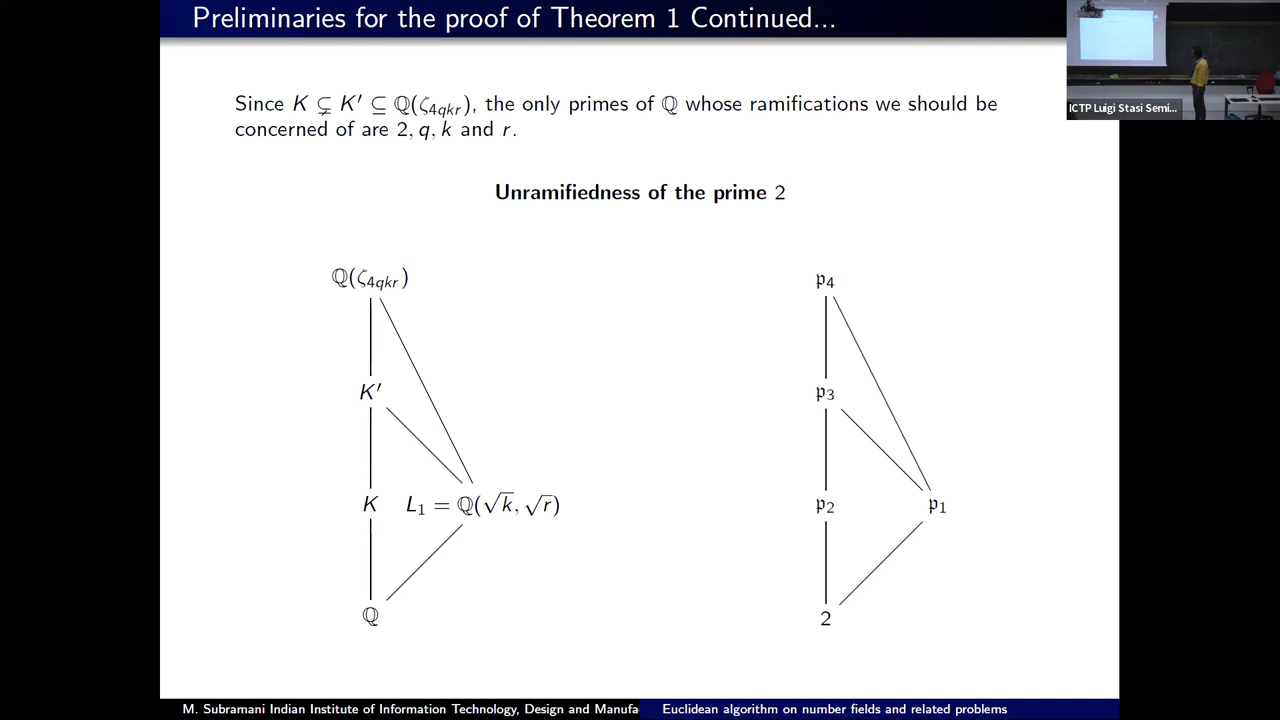 Preliminaries for the proof of Theorem 1 Continued...
Since K ⊊ K′ ⊆ ℚ(ζ₄qkr), the only primes of ℚ whose ramifications we should be
concerned of are 2, q, k and r.
Unramifiedness of the prime 2
ℚ(ζ₄qkr)
K′
K L₁ = ℚ(√k, √r)
ℚ
𝔭₄
𝔭₃
𝔭₂ 𝔭₁
2
ICTP Luigi Stasi Semi...
M. Subramani Indian Institute of Information Technology, Design and Manufa
Euclidean algorithm on number fields and related problems